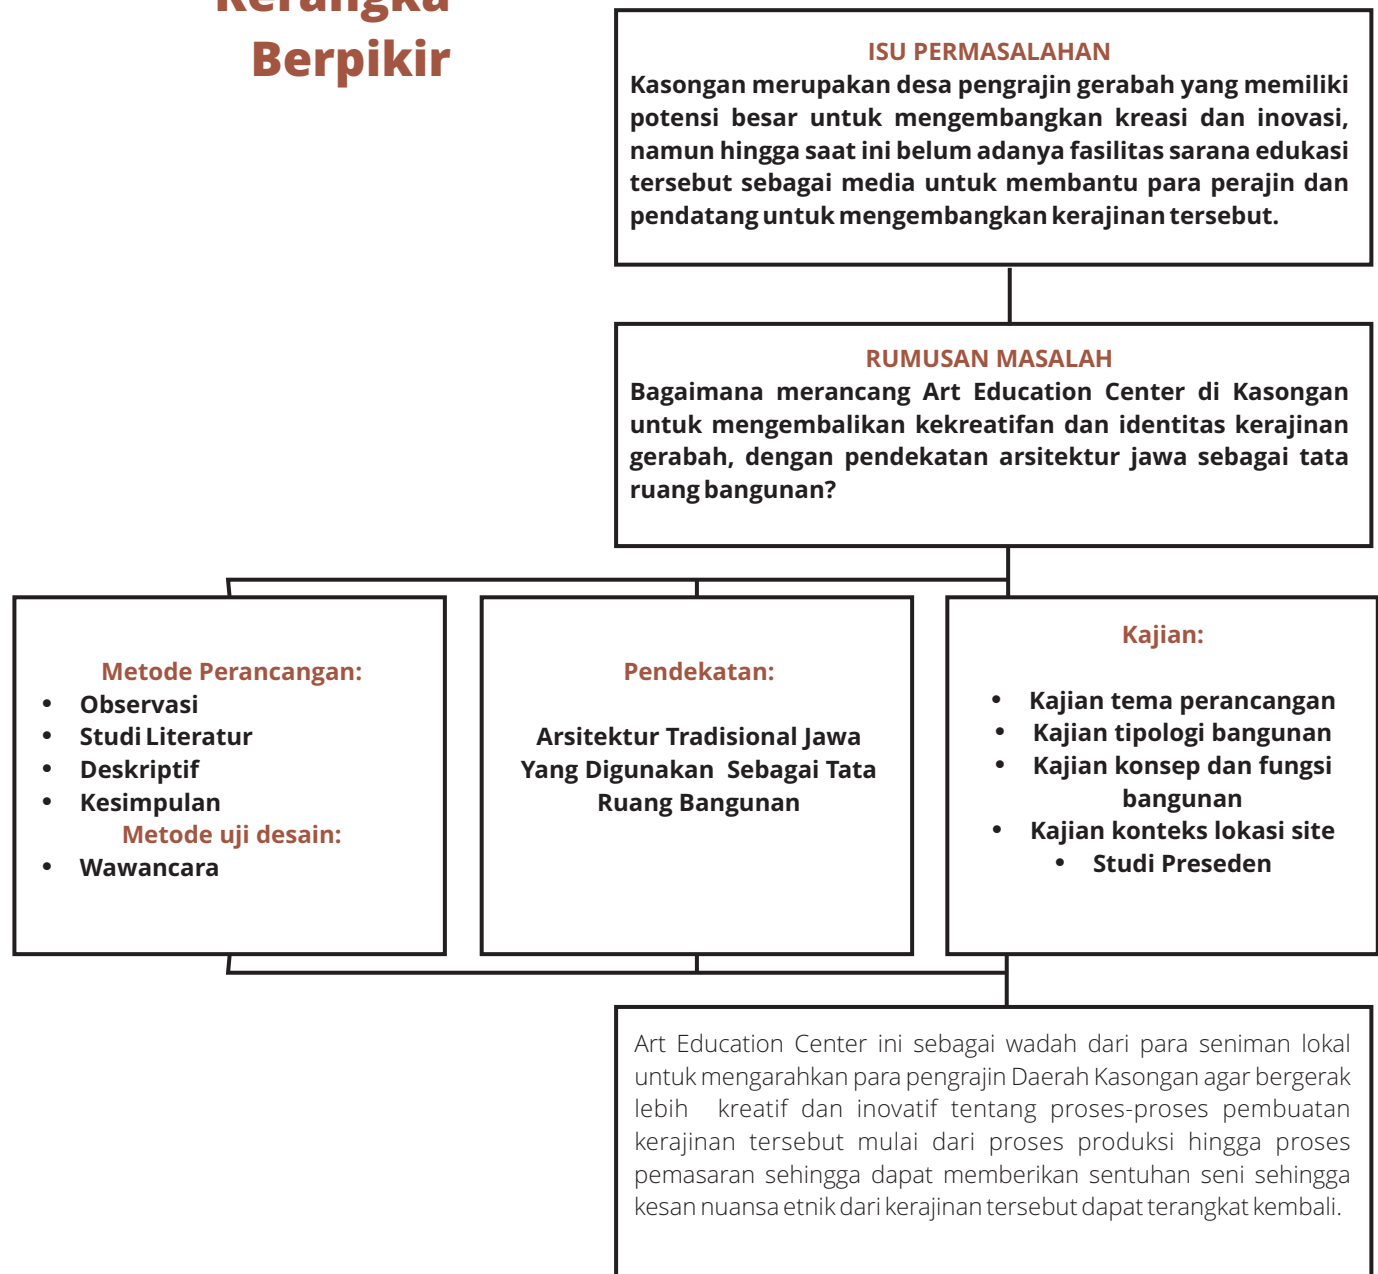 Kerangka
Berpikir
ISU PERMASALAHAN
Kasongan merupakan desa pengrajin gerabah yang memiliki
potensi besar untuk mengembangkan kreasi dan inovasi,
namun hingga saat ini belum adanya fasilitas sarana edukasi
tersebut sebagai media untuk membantu para perajin dan
pendatang untuk mengembangkan kerajinan tersebut.
RUMUSAN MASALAH
Bagaimana merancang Art Education Center di Kasongan
untuk mengembalikan kekreatifan dan identitas kerajinan
gerabah, dengan pendekatan arsitektur jawa sebagai tata
ruang bangunan?
Metode Perancangan:
• Observasi
• Studi Literatur
• Deskriptif
• Kesimpulan
Metode uji desain:
• Wawancara
Pendekatan:
Arsitektur Tradisional Jawa
Yang Digunakan Sebagai Tata
Ruang Bangunan
Kajian:
• Kajian tema perancangan
• Kajian tipologi bangunan
• Kajian konsep dan fungsi
bangunan
• Kajian konteks lokasi site
• Studi Preseden
Art Education Center ini sebagai wadah dari para seniman lokal
untuk mengarahkan para pengrajin Daerah Kasongan agar bergerak
lebih kreatif dan inovatif tentang proses-proses pembuatan
kerajinan tersebut mulai dari proses produksi hingga proses
pemasaran sehingga dapat memberikan sentuhan seni sehingga
kesan nuansa etnik dari kerajinan tersebut dapat terangkat kembali.